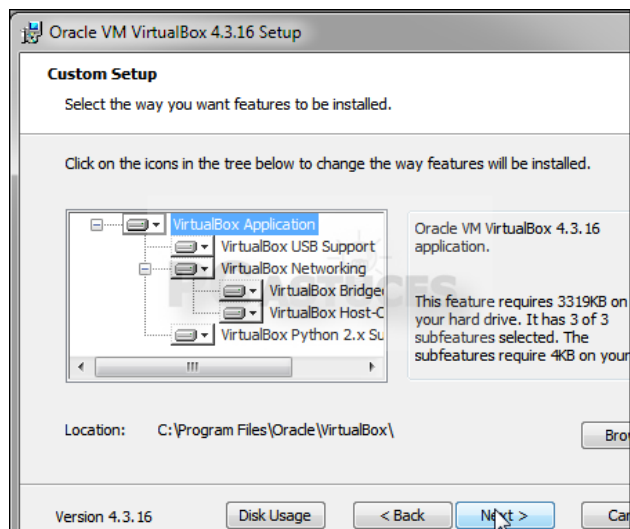 Oracle VM VirtualBox 4.3.16 Setup
Custom Setup
Select the way you want features to be installed.
Click on the icons in the tree below to change the way features will be installed.
VirtualBox Application
VirtualBox USB Support
VirtualBox Networking
VirtualBox Bridge
VirtualBox Host-C
VirtualBox Python 2.x Su
Oracle VM VirtualBox 4.3.16
application.
This feature requires 3319KB on
your hard drive. It has 3 of 3
subfeatures selected. The
subfeatures require 4KB on your
Location: C:\Program Files\Oracle\VirtualBox\
Bro
Version 4.3.16
Disk Usage
< Back
Next >
Can